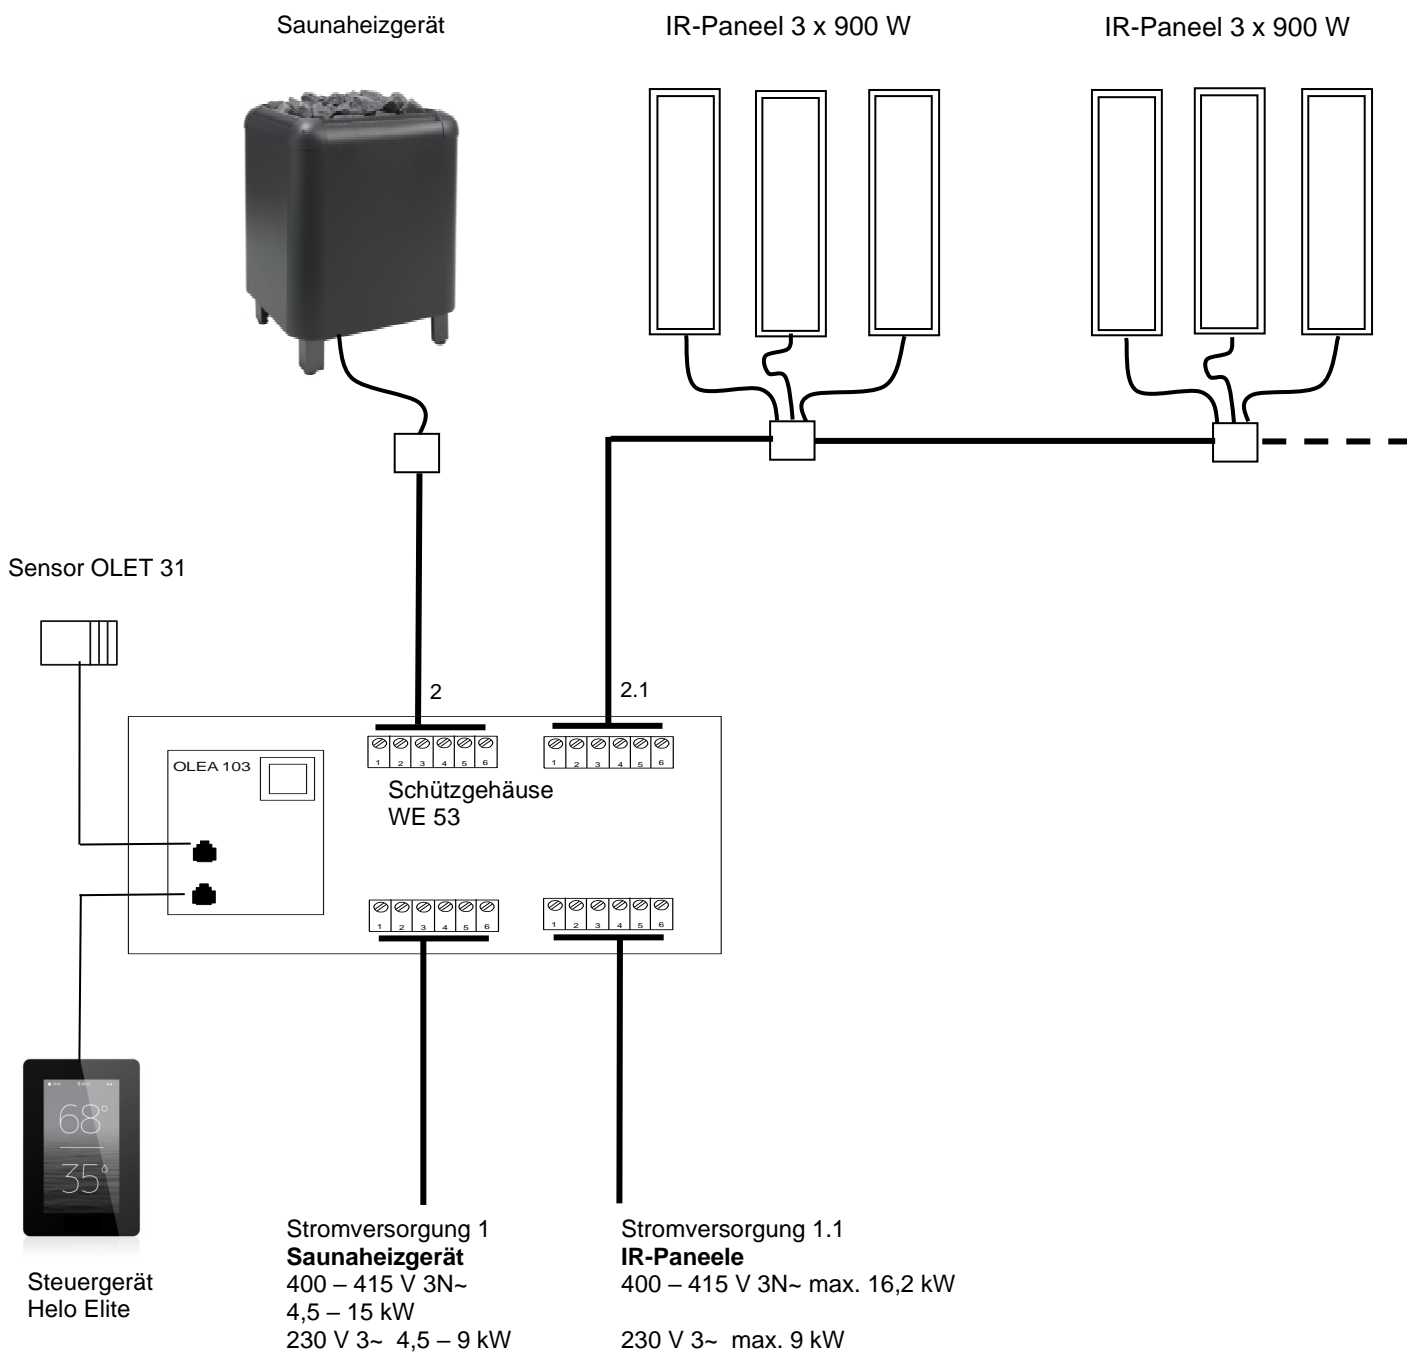 Saunaheizgerät
IR-Paneel 3 x 900 W
IR-Paneel 3 x 900 W
Sensor OLET 31
2
2.1
OLEA 103
1 2 3 4 5 6
1 2 3 4 5 6
Schützgehäuse
WE 53
1 2 3 4 5 6
1 2 3 4 5 6
68°
35
Stromversorgung 1
Saunaheizgerät
400 – 415 V 3N~
4,5 – 15 kW
230 V 3~ 4,5 – 9 kW
Stromversorgung 1.1
IR-Paneele
400 – 415 V 3N~ max. 16,2 kW
230 V 3~ max. 9 kW
Steuergerät
Helo Elite